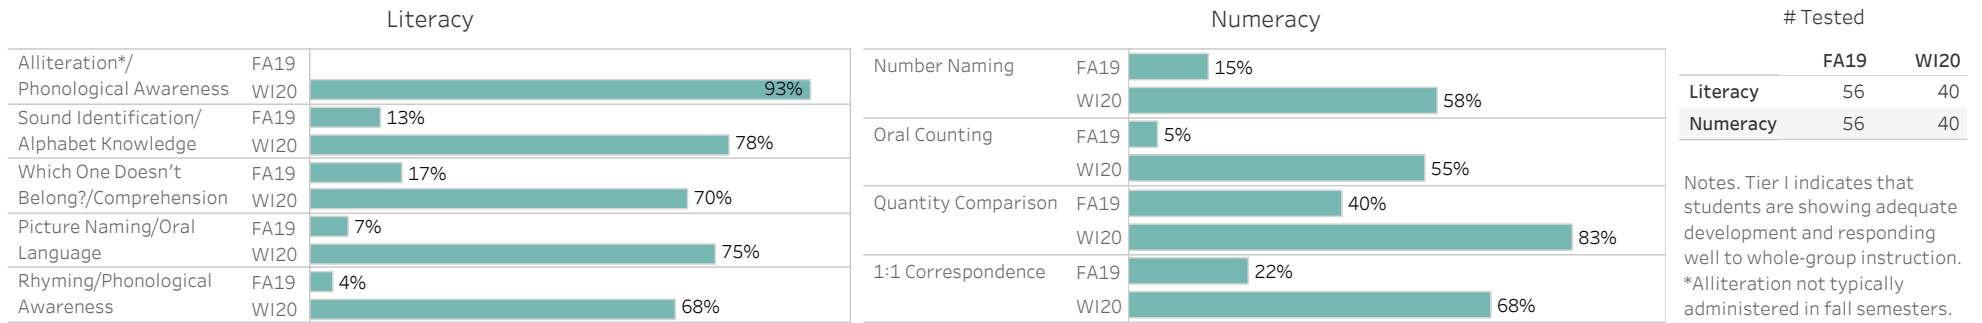 Literacy
Alliteration*/
Phonological Awareness
FA19
WI20 93%
Sound Identification/
Alphabet Knowledge
FA19 13%
WI20 78%
Which One Doesn't
Belong?/Comprehension
FA19 17%
WI20 70%
Picture Naming/Oral
Language
FA19 7%
WI20 75%
Rhyming/Phonological
Awareness
FA19 4%
WI20 68%
Numeracy
Number Naming FA19 15%
WI20 58%
Oral Counting FA19 5%
WI20 55%
Quantity Comparison FA19 40%
WI20 83%
1:1 Correspondence FA19 22%
WI20 68%
# Tested
FA19 WI20
Literacy 56 40
Numeracy 56 40
Notes. Tier I indicates that
students are showing adequate
development and responding
well to whole-group instruction.
*Alliteration not typically
administered in fall semesters.